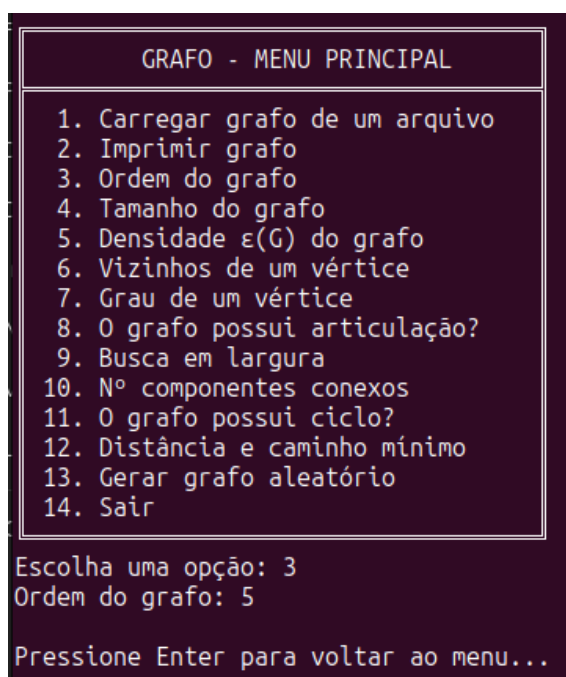 GRAFO - MENU PRINCIPAL
1. Carregar grafo de um arquivo
2. Imprimir grafo
3. Ordem do grafo
4. Tamanho do grafo
5. Densidade ε(G) do grafo
6. Vizinhos de um vértice
7. Grau de um vértice
8. O grafo possui articulação?
9. Busca em largura
10. Nº componentes conexos
11. O grafo possui ciclo?
12. Distância e caminho mínimo
13. Gerar grafo aleatório
14. Sair
Escolha uma opção: 3
Ordem do grafo: 5
Pressione Enter para voltar ao menu...